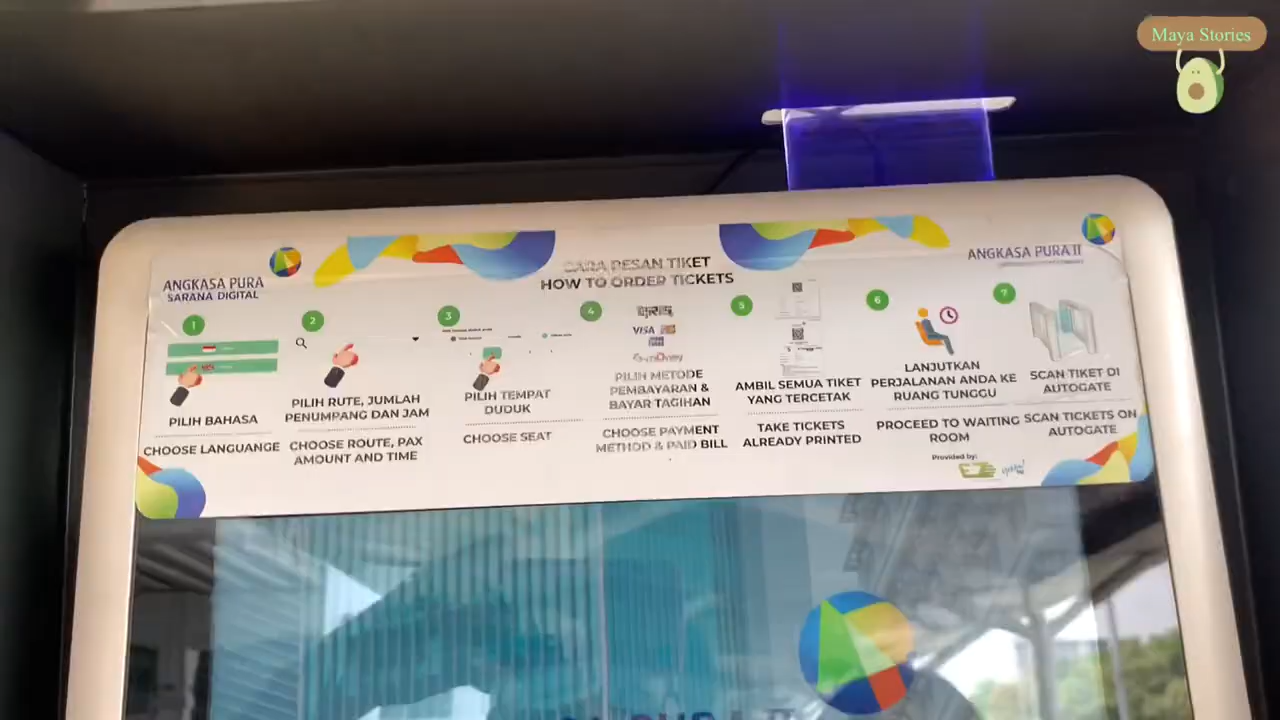 Maya Stories
ANGKASA PURA
SARANA DIGITAL
CARA PESAN TIKET
HOW TO ORDER TICKETS
ANGKASA PURA II
1
PILIH BAHASA
CHOOSE LANGUANGE
2
PILIH RUTE, JUMLAH
PENUMPANG DAN JAM
CHOOSE ROUTE, PAX
AMOUNT AND TIME
3
PILIH TEMPAT
DUDUK
CHOOSE SEAT
4
QRIS
VISA
PILIH METODE
PEMBAYARAN &
BAYAR TAGIHAN
CHOOSE PAYMENT
METHOD & PAID BILL
5
AMBIL SEMUA TIKET
YANG TERCETAK
TAKE TICKETS
ALREADY PRINTED
6
LANJUTKAN
PERJALANAN ANDA KE
RUANG TUNGGU
PROCEED TO WAITING
ROOM
7
SCAN TIKET DI
AUTOGATE
SCAN TICKETS ON
AUTOGATE
Provided by: